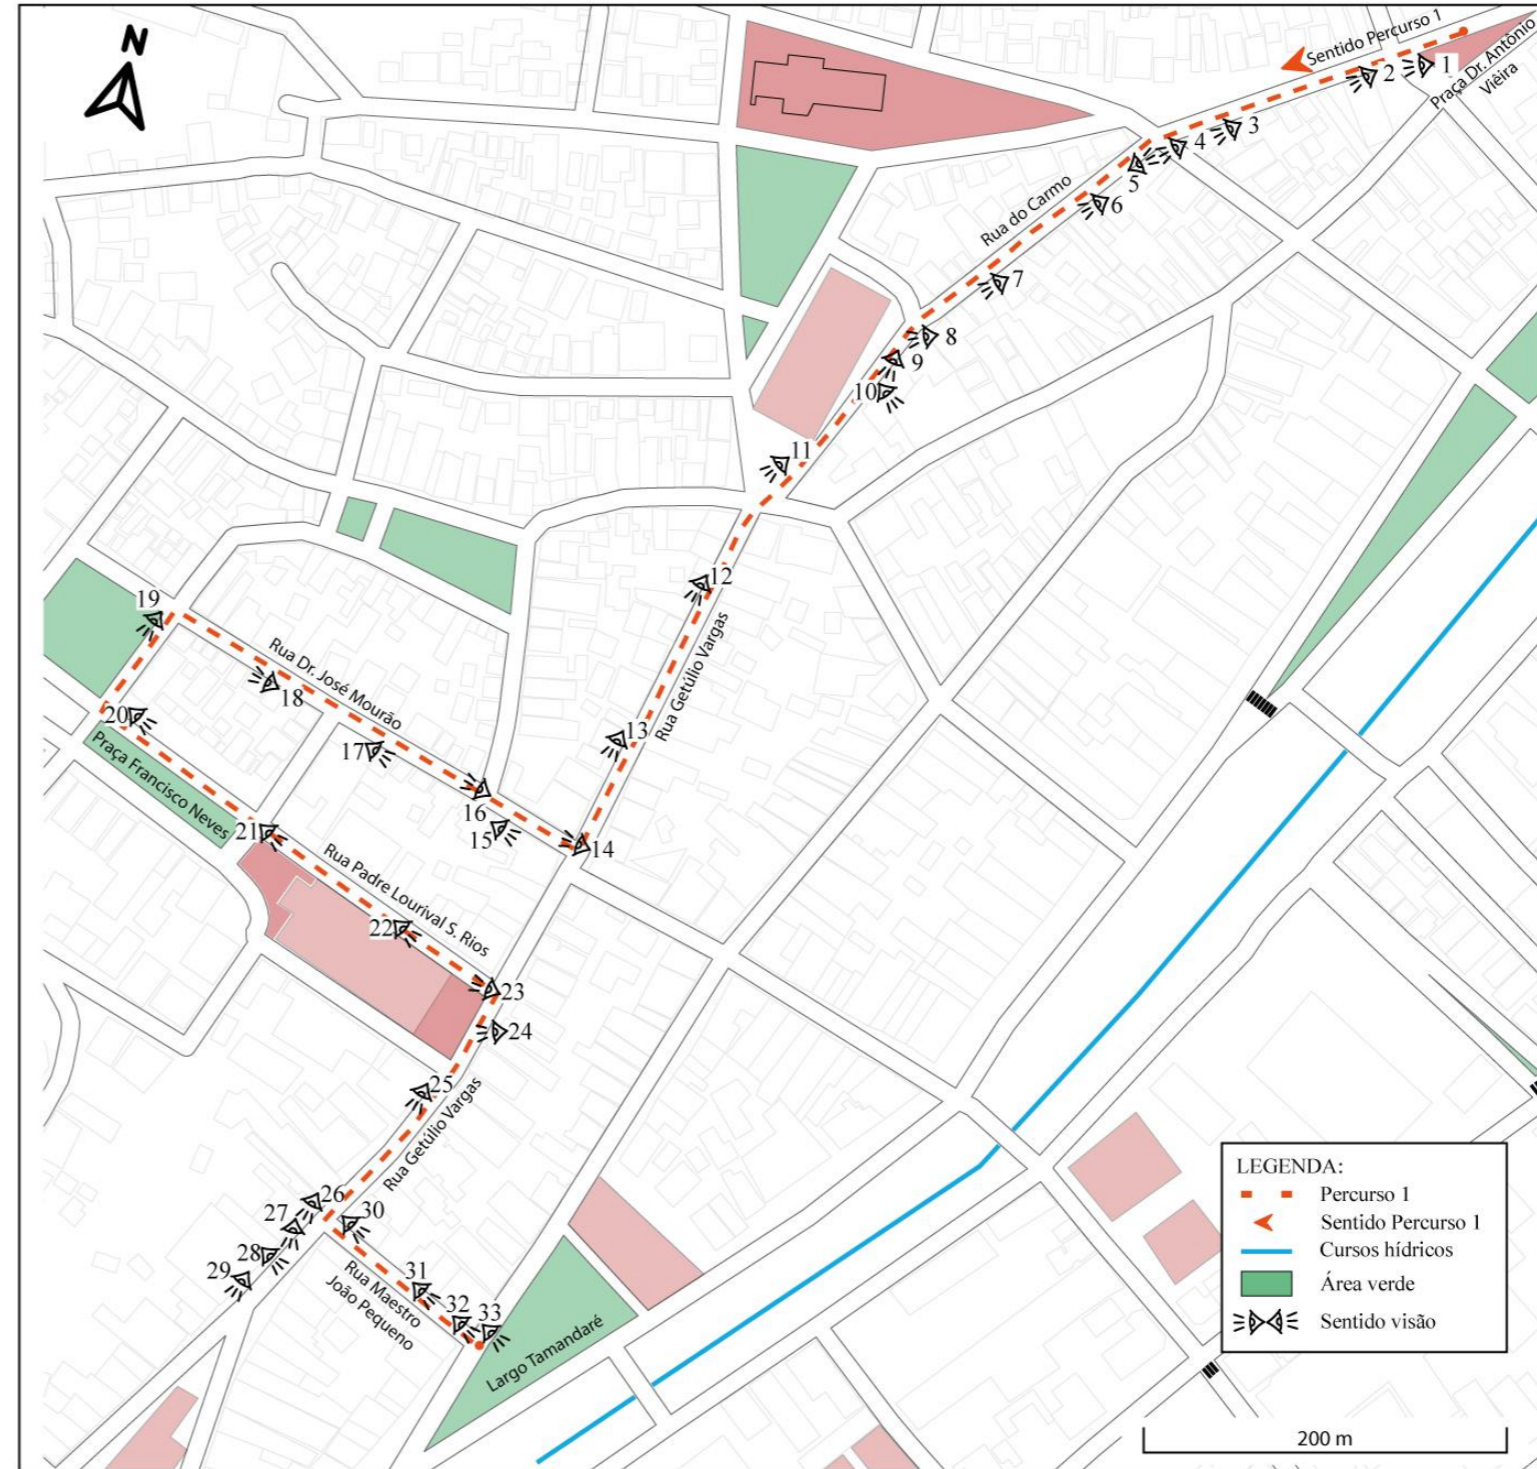 N
Sentido Percurso 1
Praça Dr. Antônio
Viêira
1
2
3
4
5
6
Rua do Carmo
7
8
9
10
11
12
Rua Getúlio Vargas
13
14
15
16
17
18
Rua Dr. José Mourão
19
20
Praça Francisco Neves
21
Rua Padre Lourival S. Rios
22
23
24
25
Rua Getúlio Vargas
26
27
28
29
30
31
32
33
Rua Maestro
João Pequeno
Largo Tamandaré
LEGENDA:
Percurso 1
Sentido Percurso 1
Cursos hídricos
Área verde
Sentido visão
200 m